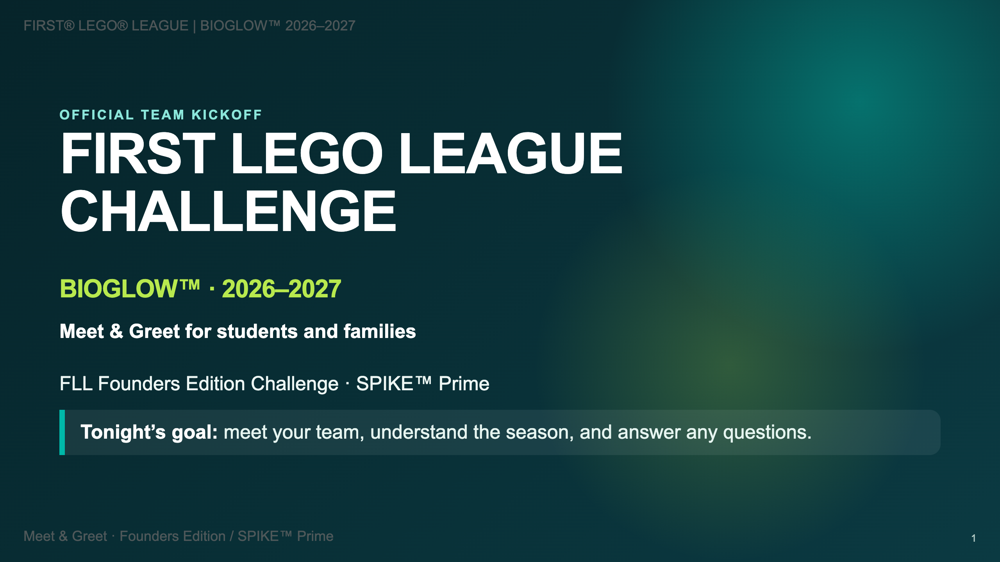 FIRST® LEGO® LEAGUE | BIOGLOW™ 2026–2027
OFFICIAL TEAM KICKOFF
FIRST LEGO LEAGUE
CHALLENGE
BIOGLOW™ · 2026–2027
Meet & Greet for students and families
FLL Founders Edition Challenge · SPIKE™ Prime
Tonight’s goal: meet your team, understand the season, and answer any questions.
Meet & Greet · Founders Edition / SPIKE™ Prime
1